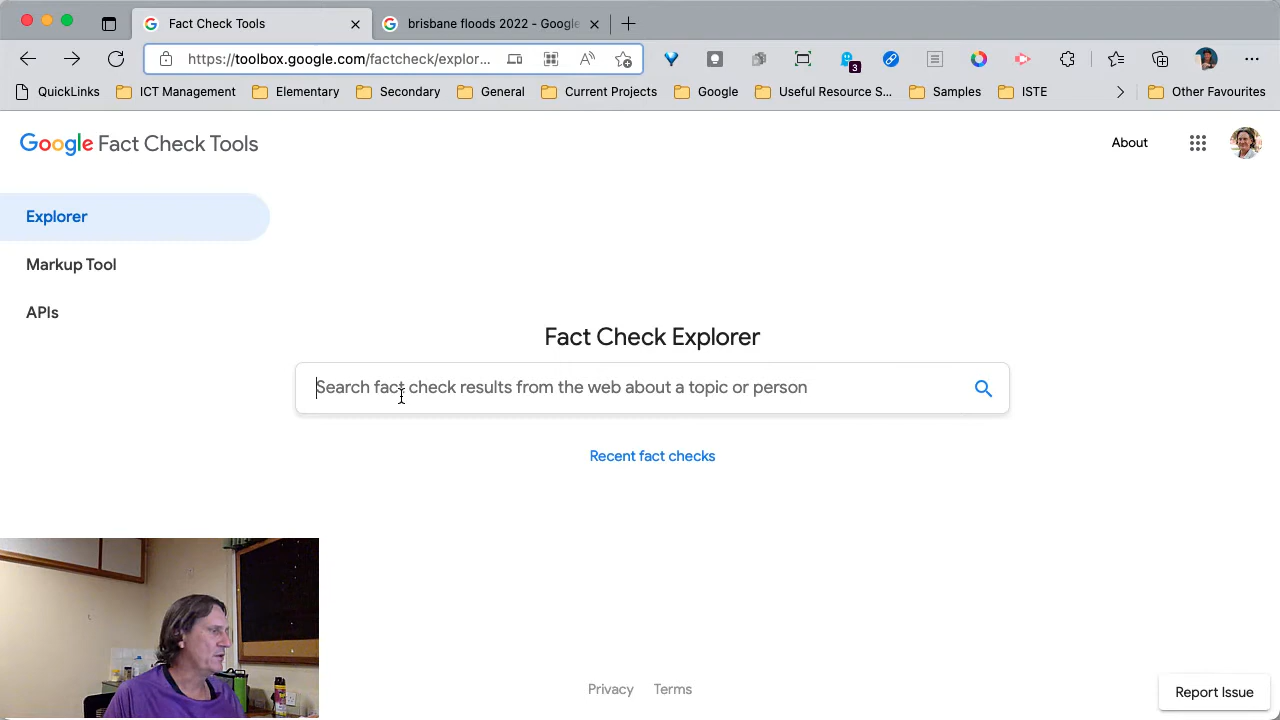 Fact Check Tools
brisbane floods 2022 - Google
https://toolbox.google.com/factcheck/explor...
3
QuickLinks
ICT Management
Elementary
Secondary
General
Current Projects
Google
Useful Resource S...
Samples
ISTE
Other Favourites
Google Fact Check Tools
About
Explorer
Markup Tool
APIs
Fact Check Explorer
Search fact check results from the web about a topic or person
Recent fact checks
Privacy
Terms
Report Issue